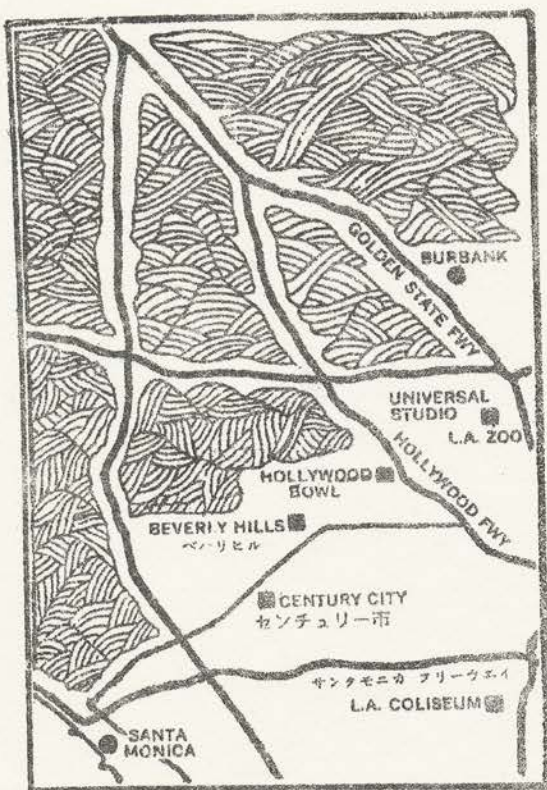 GOLDEN STATE FWY
BURBANK
UNIVERSAL
STUDIO
L.A. ZOO
HOLLYWOOD FWY
HOLLYWOOD
BOWL
BEVERLY HILLS
ベバリヒル
CENTURY CITY
センチュリー市
サンタモニカ フリーウエイ
L.A. COLISEUM
SANTA
MONICA